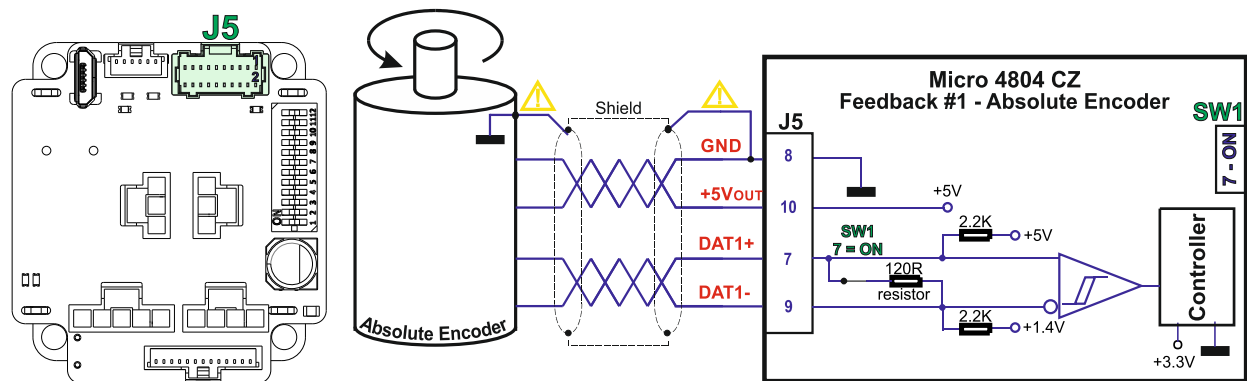 J5
1
2
ON
1 2 3 4 5 6 7 8 9 10 11 12
Absolute Encoder
Shield
GND
+5VOUT
DAT1+
DAT1-
Micro 4804 CZ
Feedback #1 - Absolute Encoder
SW1
7 - ON
J5
8
10
7
9
+5V
SW1
7 = ON
2.2K
+5V
120R
resistor
2.2K
+1.4V
Controller
+3.3V